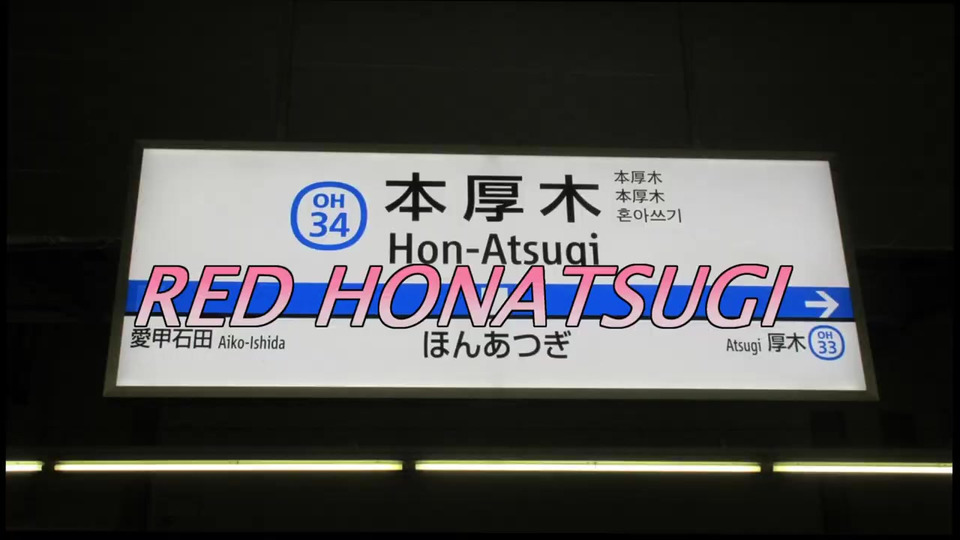 OH
34
本厚木
本厚木
本厚木
혼아쓰기
Hon-Atsugi
RED HONATSUGI
愛甲石田 Aiko-Ishida
ほんあつぎ
Atsugi 厚木
OH
33